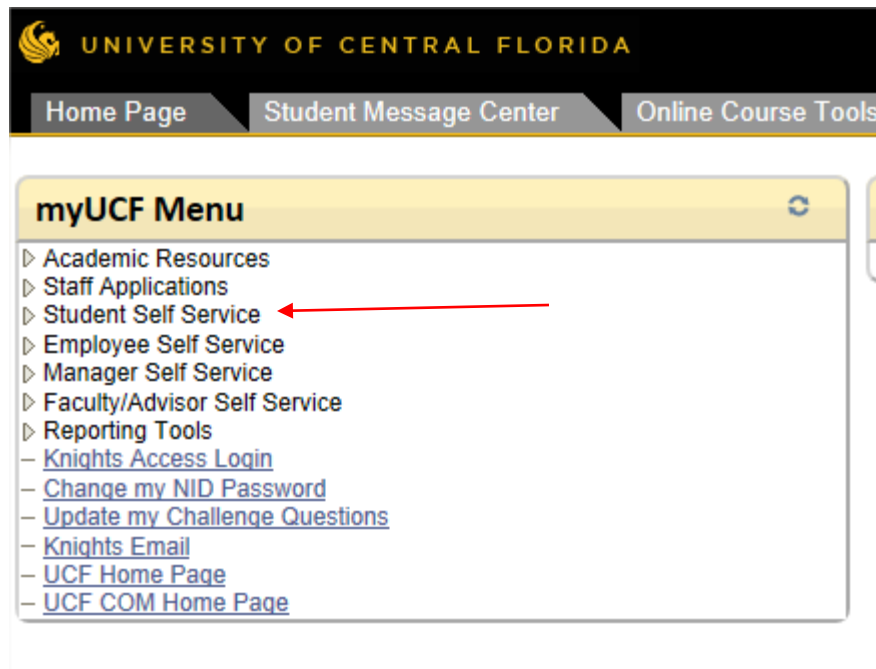 UNIVERSITY OF CENTRAL FLORIDA
Home Page Student Message Center Online Course Tools
myUCF Menu
Academic Resources
Staff Applications
Student Self Service
Employee Self Service
Manager Self Service
Faculty/Advisor Self Service
Reporting Tools
– Knights Access Login
– Change my NID Password
– Update my Challenge Questions
– Knights Email
– UCF Home Page
– UCF COM Home Page